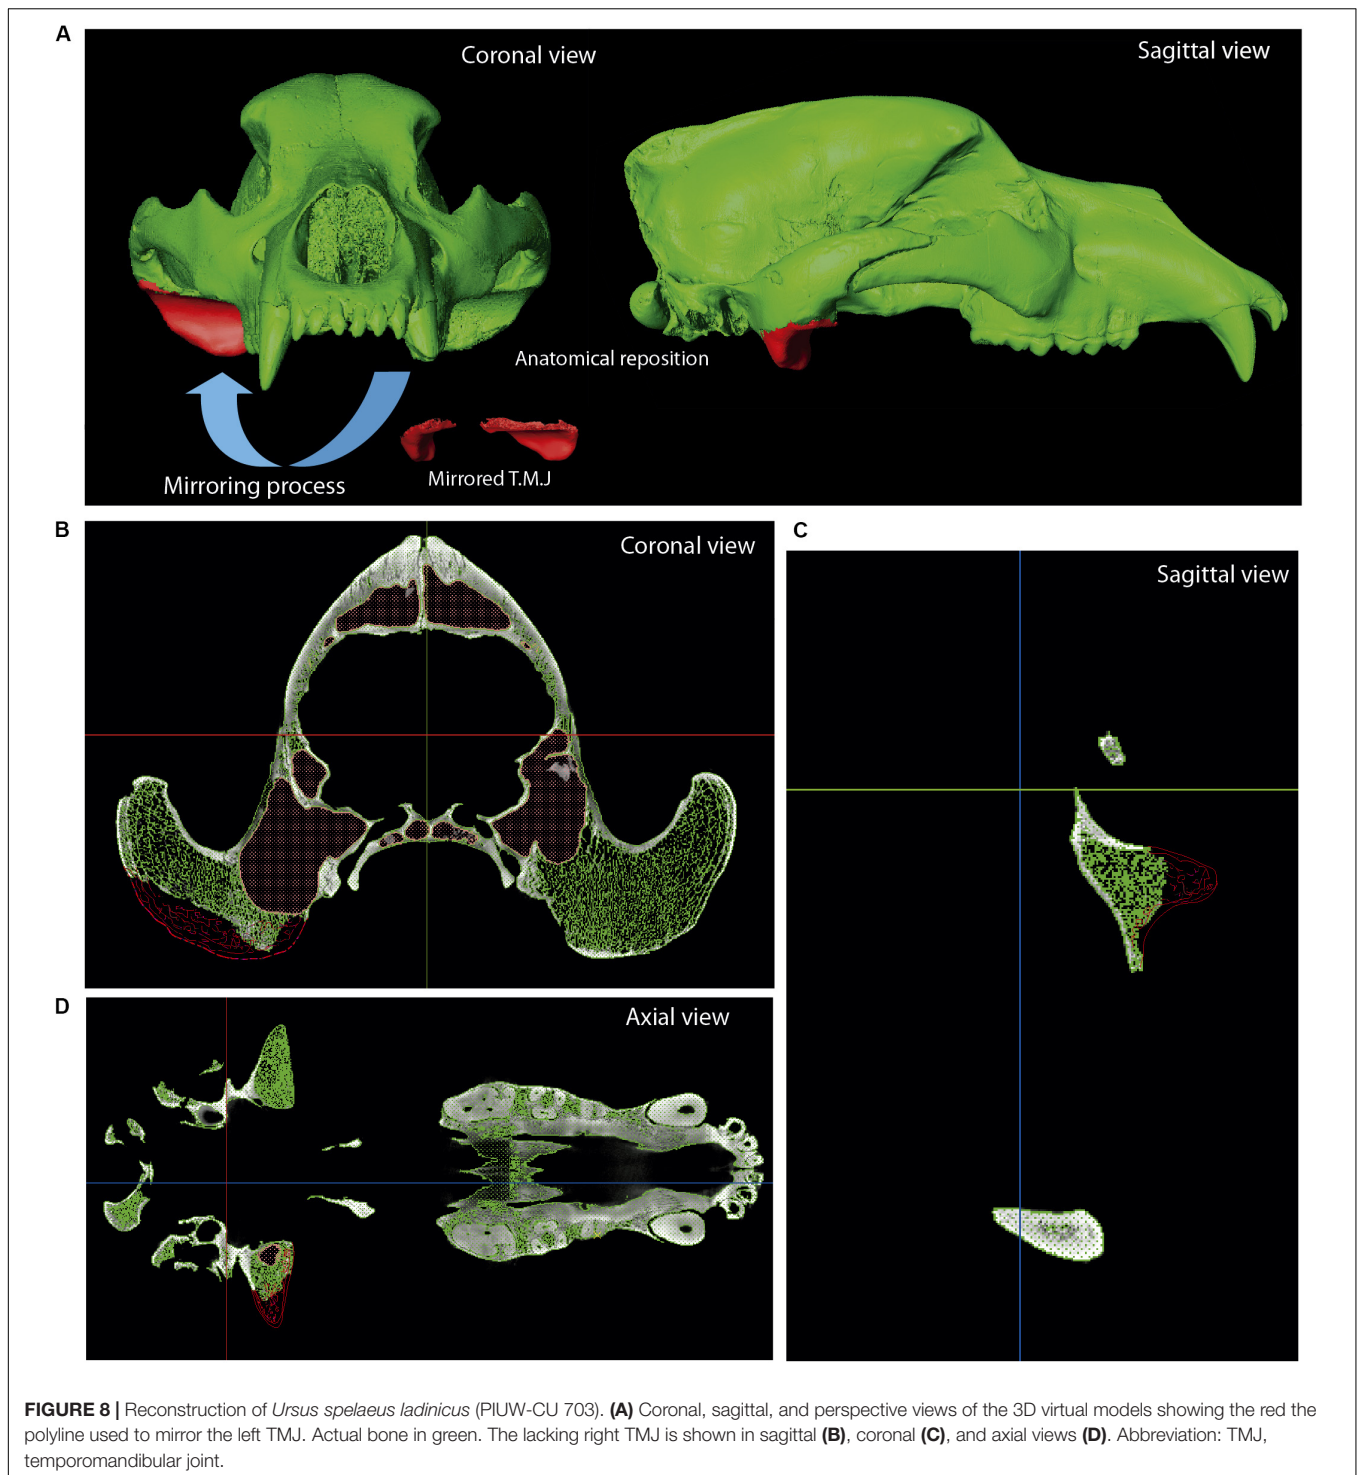 A
Coronal view
Sagittal view
Anatomical reposition
Mirrored T.M.J
Mirroring process
B
Coronal view
C
Sagittal view
D
Axial view
FIGURE 8 | Reconstruction of Ursus spelaeus ladinicus (PIUW-CU 703). (A) Coronal, sagittal, and perspective views of the 3D virtual models showing the red the
polyline used to mirror the left TMJ. Actual bone in green. The lacking right TMJ is shown in sagittal (B), coronal (C), and axial views (D). Abbreviation: TMJ,
temporomandibular joint.